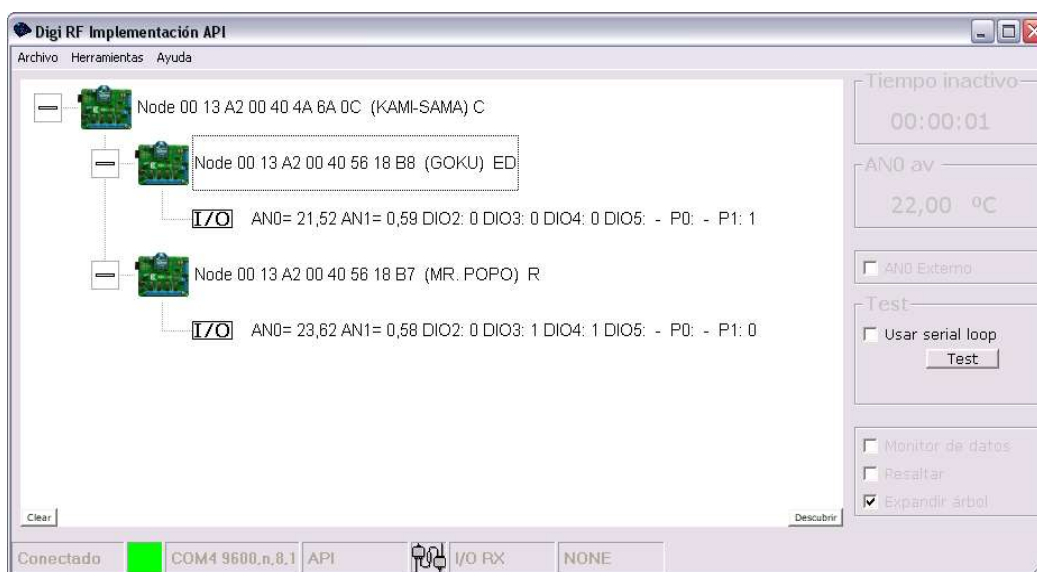 Digi RF Implementación API
Archivo Herramientas Ayuda
Node 00 13 A2 00 40 4A 6A 0C (KAMI-SAMA) C
Node 00 13 A2 00 40 56 18 B8 (GOKU) ED
I/O AN0= 21,52 AN1= 0,59 DIO2: 0 DIO3: 0 DIO4: 0 DIO5: - P0: - P1: 1
Node 00 13 A2 00 40 56 18 B7 (MR. POPO) R
I/O AN0= 23,62 AN1= 0,58 DIO2: 0 DIO3: 1 DIO4: 1 DIO5: - P0: - P1: 0
Clear
Descubrir
Tiempo inactivo
00:00:01
AN0 av
22,00 ºC
AN0 Externo
Test
Usar serial loop
Test
Monitor de datos
Resaltar
Expandir árbol
Conectado COM4 9600,n,8,1 API I/O RX NONE